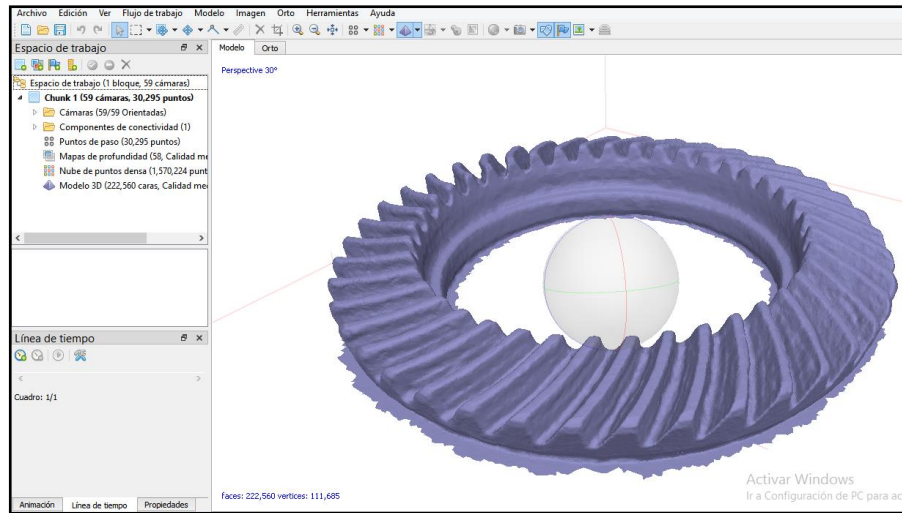 Archivo Edición Ver Flujo de trabajo Modelo Imagen Orto Herramientas Ayuda
Espacio de trabajo
Modelo Orto
Perspective 30°
Espacio de trabajo (1 bloque, 59 cámaras)
Chunk 1 (59 cámaras, 30,295 puntos)
Cámaras (59/59 Orientadas)
Componentes de conectividad (1)
Puntos de paso (30,295 puntos)
Mapas de profundidad (58, Calidad me
Nube de puntos densa (1,570,224 punt
Modelo 3D (222,560 caras, Calidad me
Línea de tiempo
Cuadro: 1/1
Animación Línea de tiempo Propiedades
faces: 222,560 vertices: 111,685
Activar Windows
Ir a Configuración de PC para ac